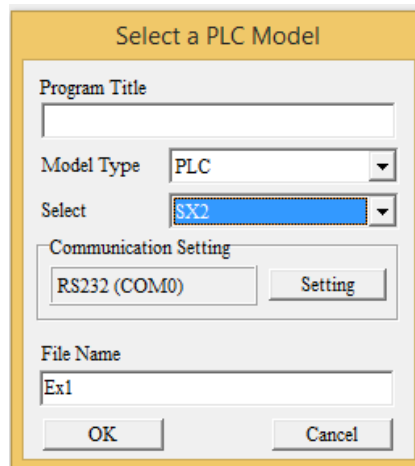 Select a PLC Model
Program Title
Model Type PLC
Select SX2
Communication Setting
RS232 (COM0) Setting
File Name
Ex1
OK Cancel